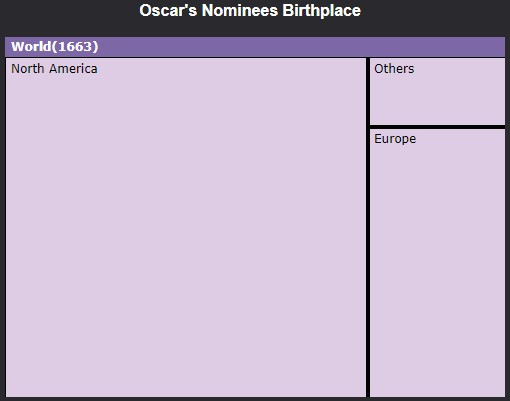 Oscar's Nominees Birthplace
World(1663)
North America
Others
Europe